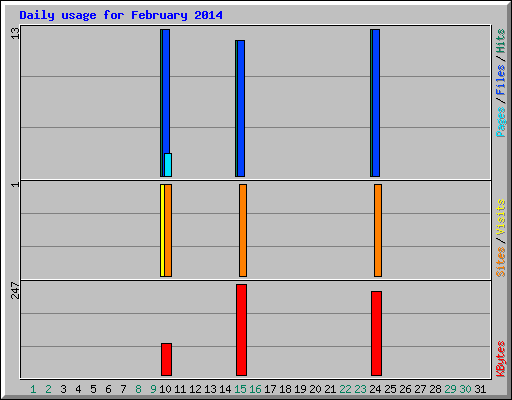 Daily usage for February 2014
13
Pages / Files / Hits
1
Sites / Visits
247
KBytes
1 2 3 4 5 6 7 8 9 10 11 12 13 14 15 16 17 18 19 20 21 22 23 24 25 26 27 28 29 30 31